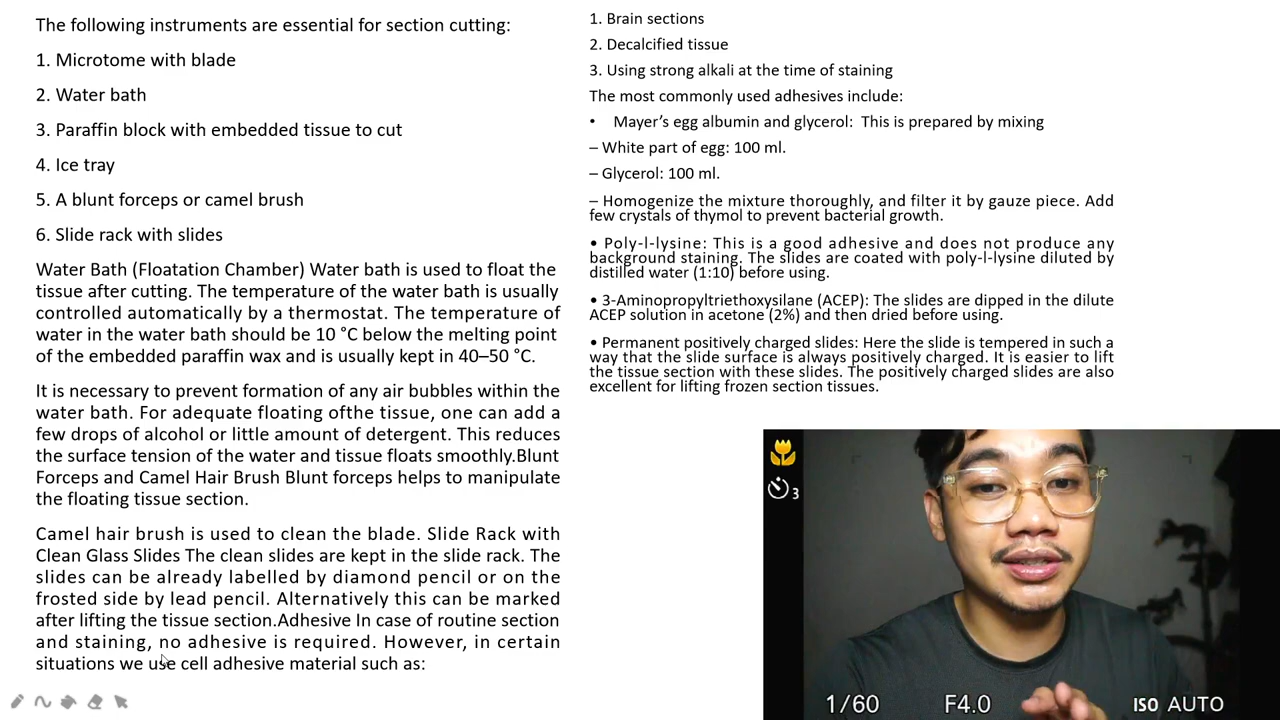 The following instruments are essential for section cutting:
1. Microtome with blade
2. Water bath
3. Paraffin block with embedded tissue to cut
4. Ice tray
5. A blunt forceps or camel brush
6. Slide rack with slides
Water Bath (Floatation Chamber) Water bath is used to float the
tissue after cutting. The temperature of the water bath is usually
controlled automatically by a thermostat. The temperature of
water in the water bath should be 10 °C below the melting point
of the embedded paraffin wax and is usually kept in 40–50 °C.
It is necessary to prevent formation of any air bubbles within the
water bath. For adequate floating ofthe tissue, one can add a
few drops of alcohol or little amount of detergent. This reduces
the surface tension of the water and tissue floats smoothly.Blunt
Forceps and Camel Hair Brush Blunt forceps helps to manipulate
the floating tissue section.
Camel hair brush is used to clean the blade. Slide Rack with
Clean Glass Slides The clean slides are kept in the slide rack. The
slides can be already labelled by diamond pencil or on the
frosted side by lead pencil. Alternatively this can be marked
after lifting the tissue section.Adhesive In case of routine section
and staining, no adhesive is required. However, in certain
situations we use cell adhesive material such as:
1. Brain sections
2. Decalcified tissue
3. Using strong alkali at the time of staining
The most commonly used adhesives include:
• Mayer’s egg albumin and glycerol: This is prepared by mixing
– White part of egg: 100 ml.
– Glycerol: 100 ml.
– Homogenize the mixture thoroughly, and filter it by gauze piece. Add
few crystals of thymol to prevent bacterial growth.
• Poly-l-lysine: This is a good adhesive and does not produce any
background staining. The slides are coated with poly-l-lysine diluted by
distilled water (1:10) before using.
• 3-Aminopropyltriethoxysilane (ACEP): The slides are dipped in the dilute
ACEP solution in acetone (2%) and then dried before using.
• Permanent positively charged slides: Here the slide is tempered in such a
way that the slide surface is always positively charged. It is easier to lift
the tissue section with these slides. The positively charged slides are also
excellent for lifting frozen section tissues.
3
1/60 F4.0 ISO AUTO